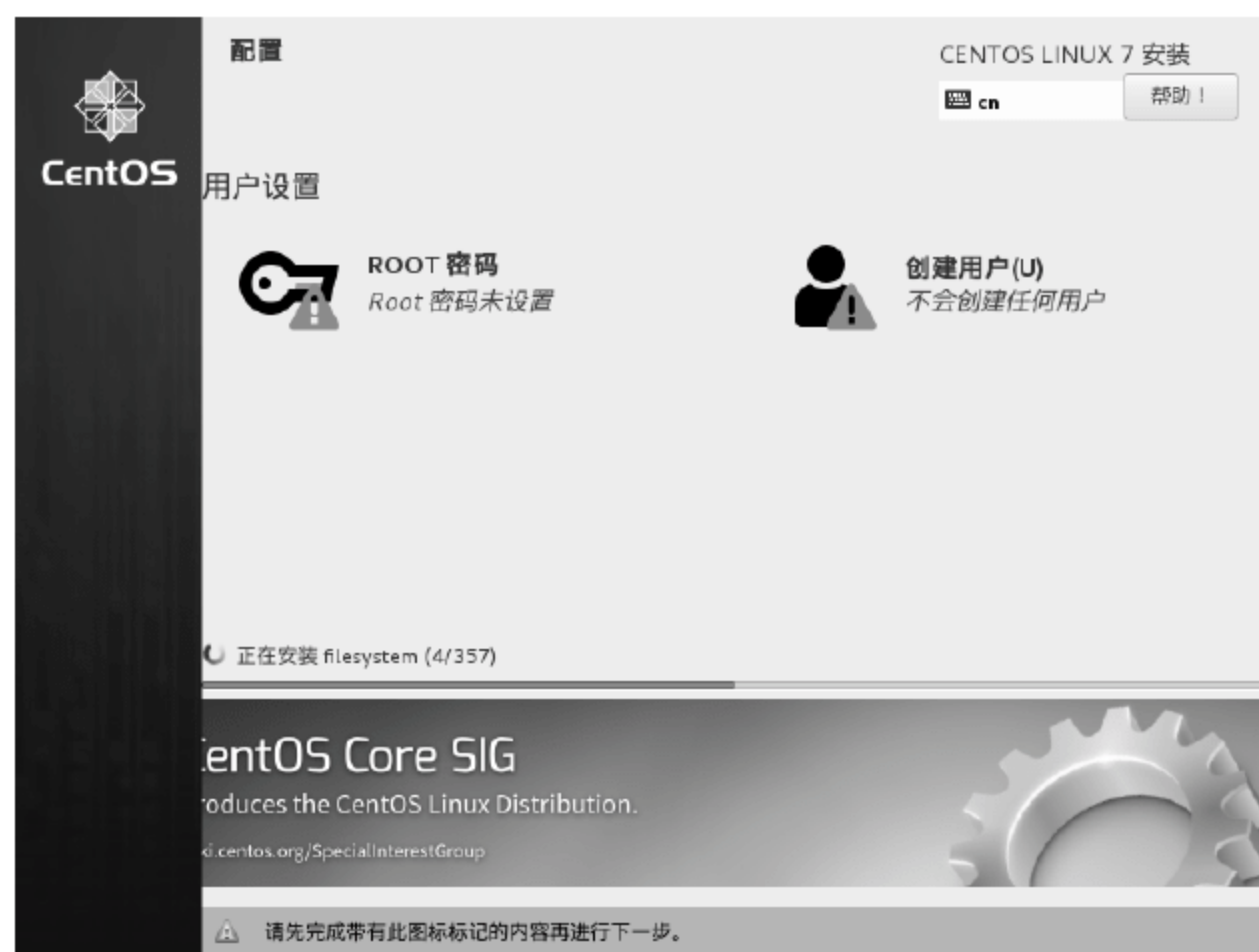 配置
CENTOS LINUX 7 安装
cn
帮助！
CentOS
用户设置
ROOT 密码
Root 密码未设置
创建用户(U)
不会创建任何用户
正在安装 filesystem (4/357)
entOS Core SIG
roduces the CentOS Linux Distribution.
ki.centos.org/SpecialInterestGroup
请先完成带有此图标标记的内容再进行下一步。